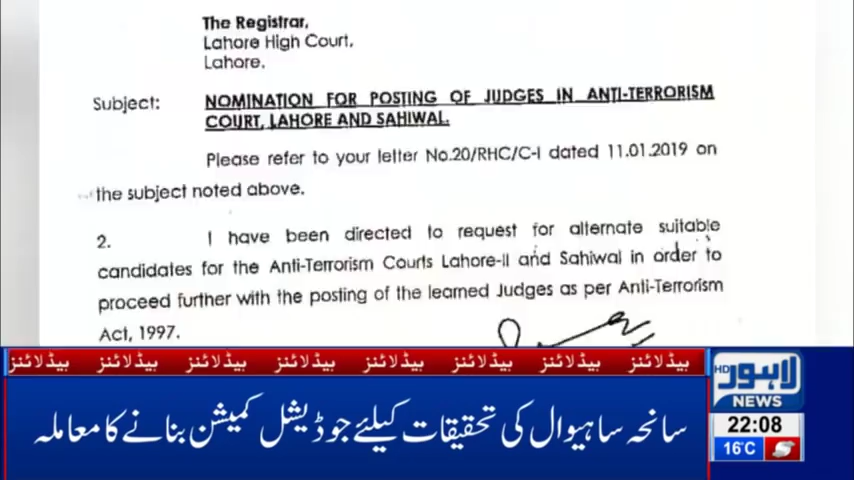 The Registrar,
Lahore High Court,
Lahore.
Subject: NOMINATION FOR POSTING OF JUDGES IN ANTI-TERRORISM
COURT, LAHORE AND SAHIWAL.
Please refer to your letter No.20/RHC/C-I dated 11.01.2019 on
the subject noted above.
2. I have been directed to request for alternate suitable
candidates for the Anti-Terrorism Courts Lahore-II and Sahiwal in order to
proceed further with the posting of the learned Judges as per Anti-Terrorism
Act, 1997.
ہیڈلائنز ہیڈلائنز ہیڈلائنز ہیڈلائنز ہیڈلائنز ہیڈلائنز ہیڈلائنز ہیڈلائنز
سانحہ ساہیوال کی تحقیقات کیلئے جوڈیشل کمیشن بنانے کا معاملہ
HD لاہور
NEWS
22:08
16°C